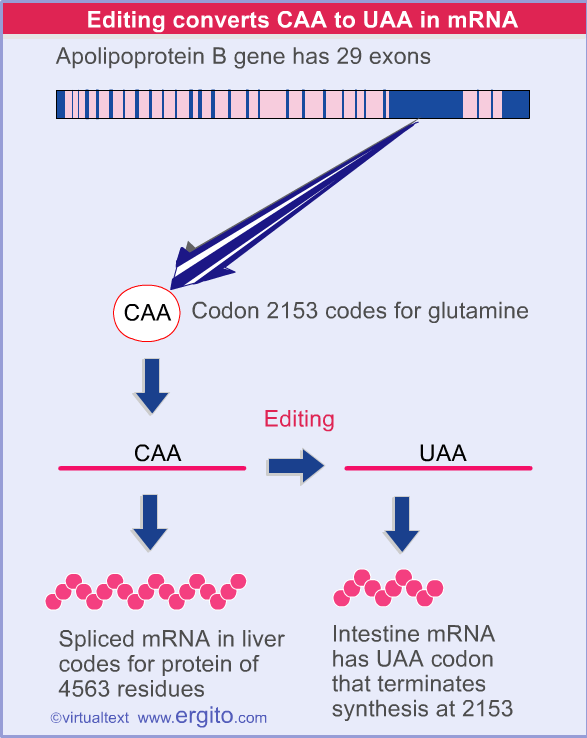 Editing converts CAA to UAA in mRNA
Apolipoprotein B gene has 29 exons
CAA
Codon 2153 codes for glutamine
Editing
CAA
UAA
Spliced mRNA in liver
codes for protein of
4563 residues
Intestine mRNA
has UAA codon
that terminates
synthesis at 2153
©virtualtext www.ergito.com